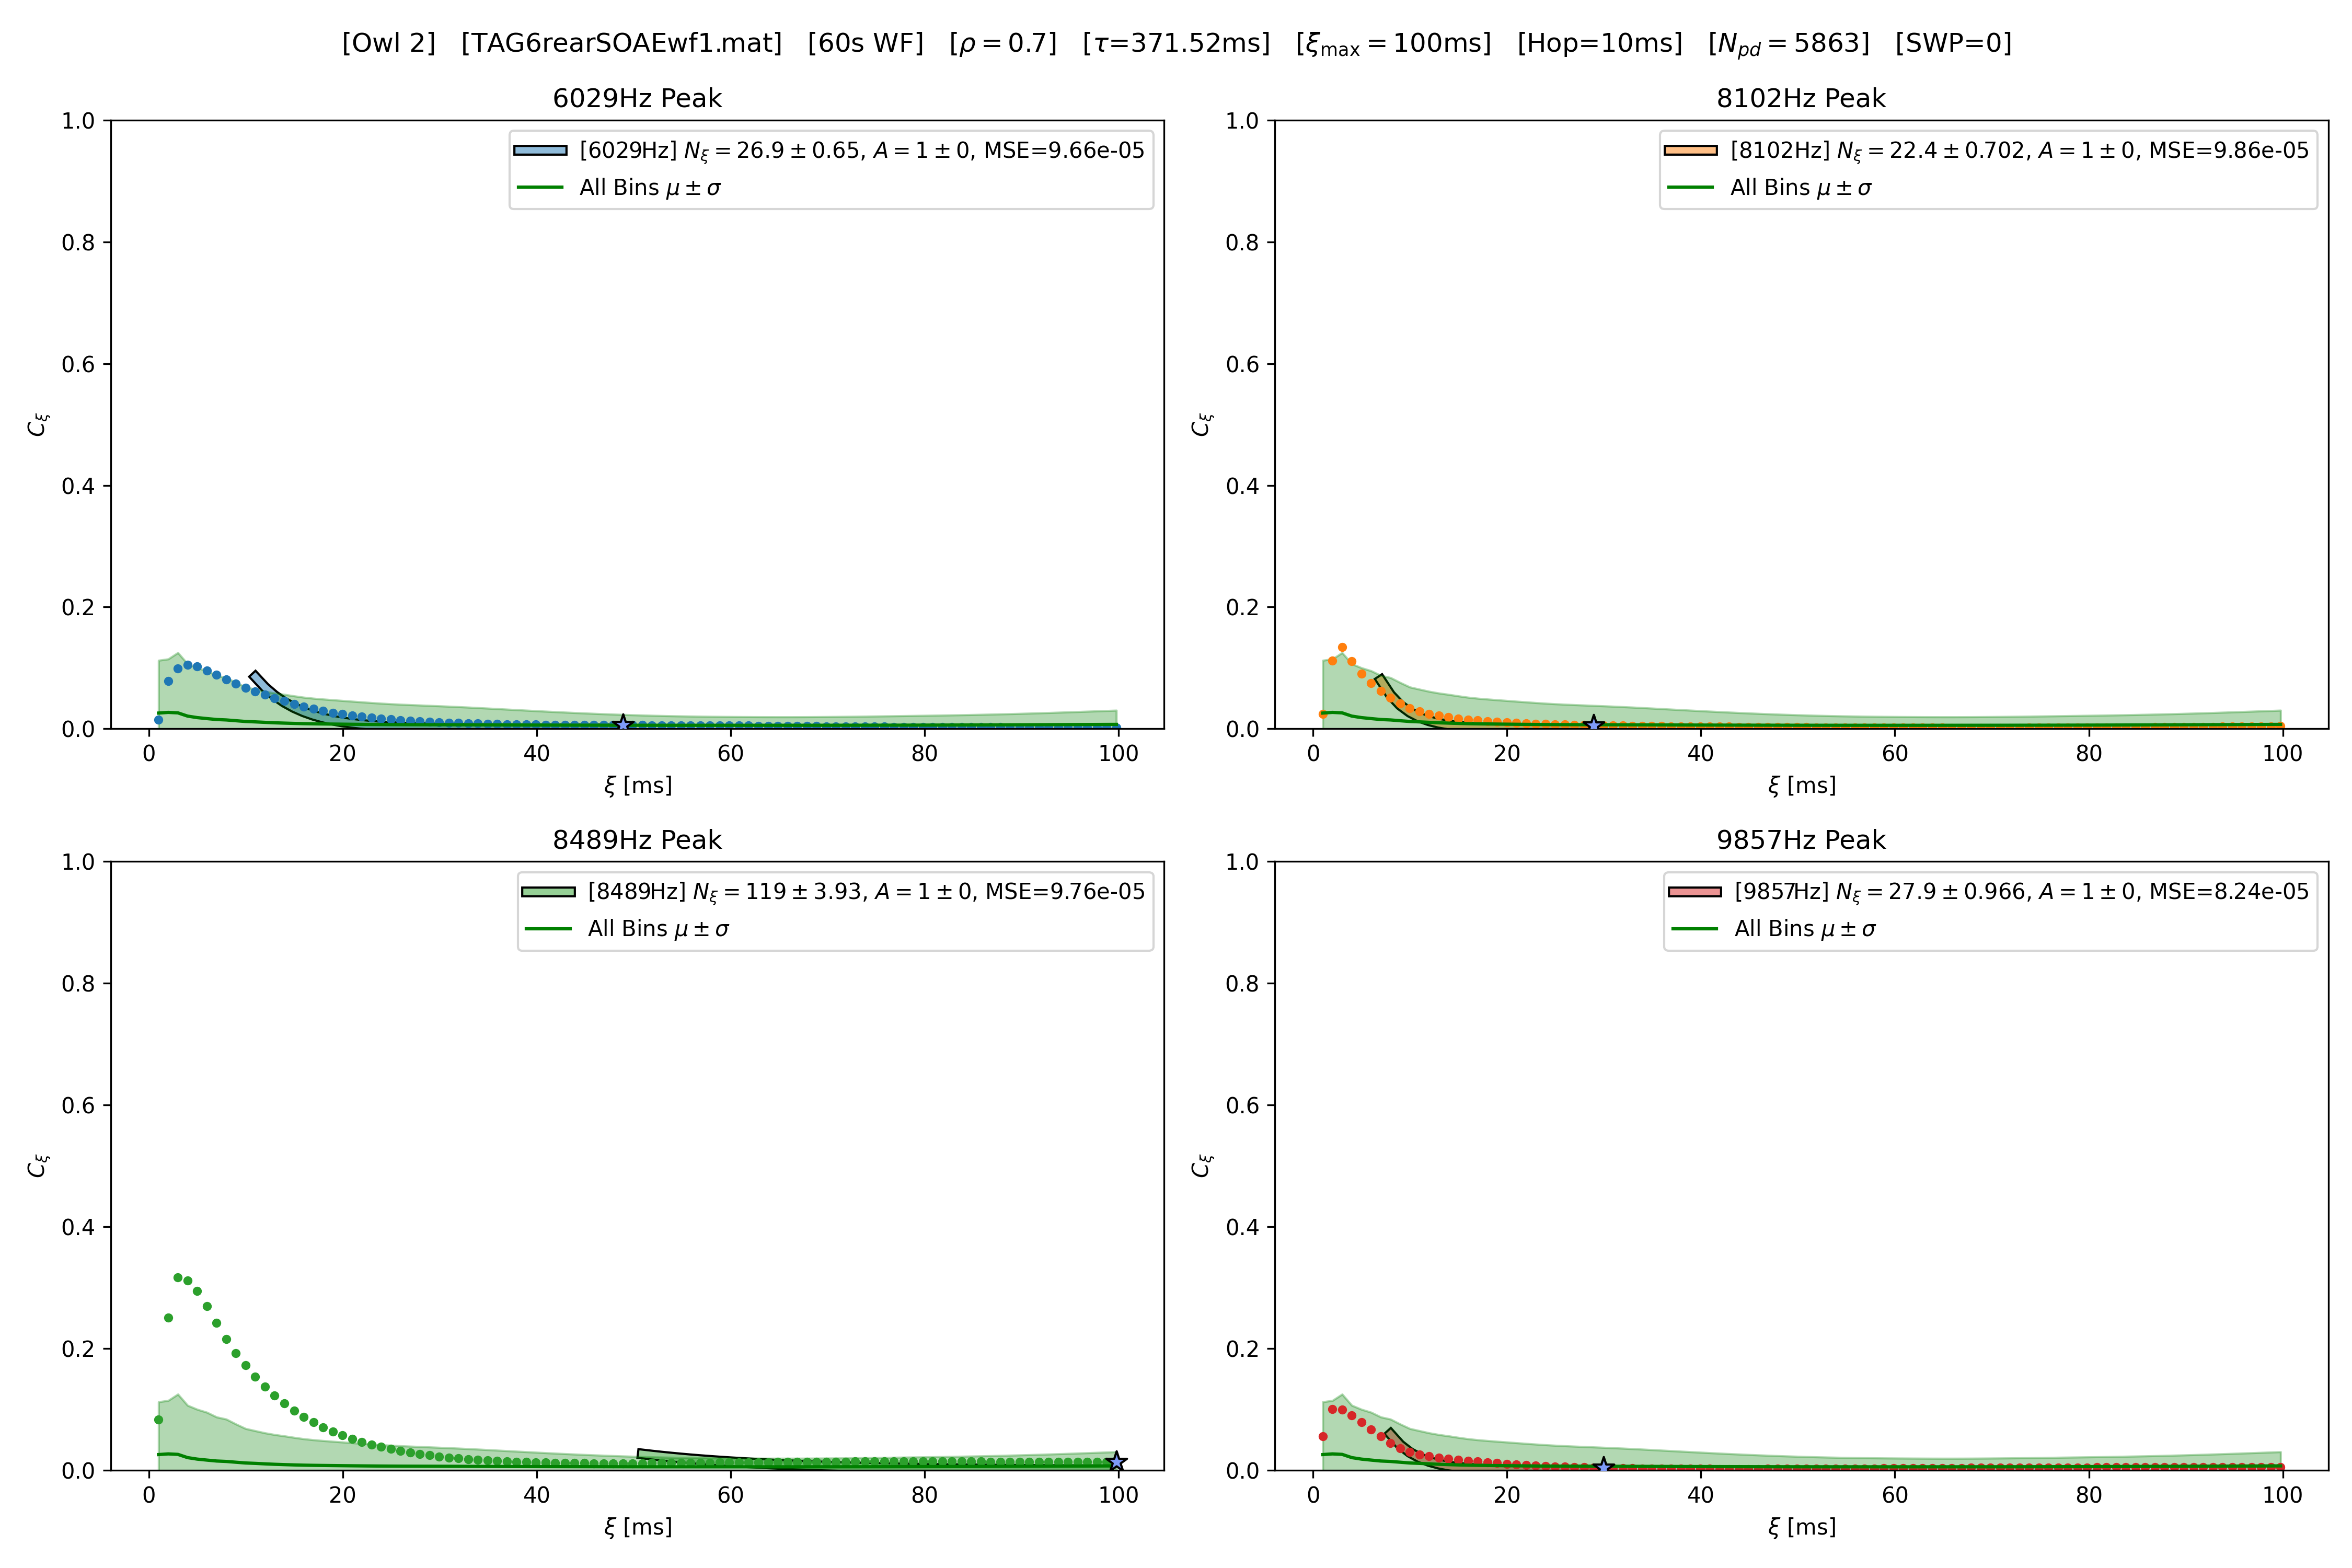 [Owl 2] [TAG6rearSOAEwf1.mat] [60s WF] [ρ = 0.7] [τ=371.52ms] [ξmax = 100ms] [Hop=10ms] [Npd = 5863] [SWP=0]
6029Hz Peak
1.0
0.8
0.6
0.4
0.2
0.0
Cξ
[6029Hz] Nξ = 26.9 ± 0.65, A = 1 ± 0, MSE=9.66e-05
All Bins μ ± σ
0 20 40 60 80 100
ξ [ms]
8102Hz Peak
1.0
0.8
0.6
0.4
0.2
0.0
Cξ
[8102Hz] Nξ = 22.4 ± 0.702, A = 1 ± 0, MSE=9.86e-05
All Bins μ ± σ
0 20 40 60 80 100
ξ [ms]
8489Hz Peak
1.0
0.8
0.6
0.4
0.2
0.0
Cξ
[8489Hz] Nξ = 119 ± 3.93, A = 1 ± 0, MSE=9.76e-05
All Bins μ ± σ
0 20 40 60 80 100
ξ [ms]
9857Hz Peak
1.0
0.8
0.6
0.4
0.2
0.0
Cξ
[9857Hz] Nξ = 27.9 ± 0.966, A = 1 ± 0, MSE=8.24e-05
All Bins μ ± σ
0 20 40 60 80 100
ξ [ms]